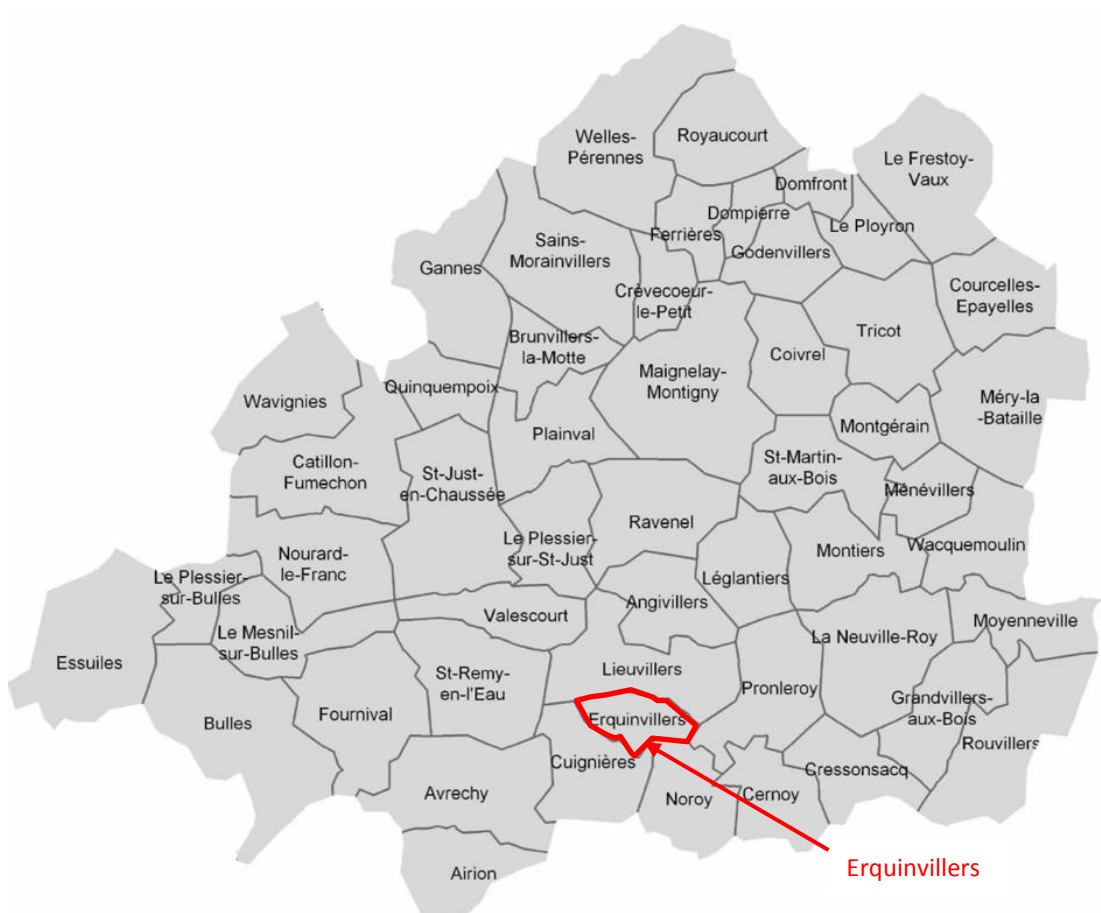 Welles-
Pérennes
Royaucourt
Le Frestoy-
Vaux
Domfront
Dompierre
Le Ployron
Ferrières
Godenvillers
Sains-
Morainvillers
Gannes
Crèvecoeur-
le-Petit
Courcelles-
Epayelles
Tricot
Brunvillers-
la-Motte
Coivrel
Maignelay-
Montigny
Quinquempoix
Méry-la
-Bataille
Wavignies
Montgérain
Plainval
St-Martin-
aux-Bois
Catillon-
Fumechon
St-Just-
en-Chaussée
Ménévillers
Ravenel
Le Plessier-
sur-St-Just
Montiers
Wacquemoulin
Nourard-
le-Franc
Léglantiers
Le Plessier-
sur-Bulles
Angivillers
Valescourt
Moyenneville
Le Mesnil-
sur-Bulles
La Neuville-Roy
Essuiles
Lieuvillers
St-Remy-
en-l'Eau
Pronleroy
Grandvillers-
aux-Bois
Bulles
Fournival
Erquinvillers
Rouvillers
Cuignières
Cressonsacq
Avrechy
Noroy
Cernoy
Airion
Erquinvillers